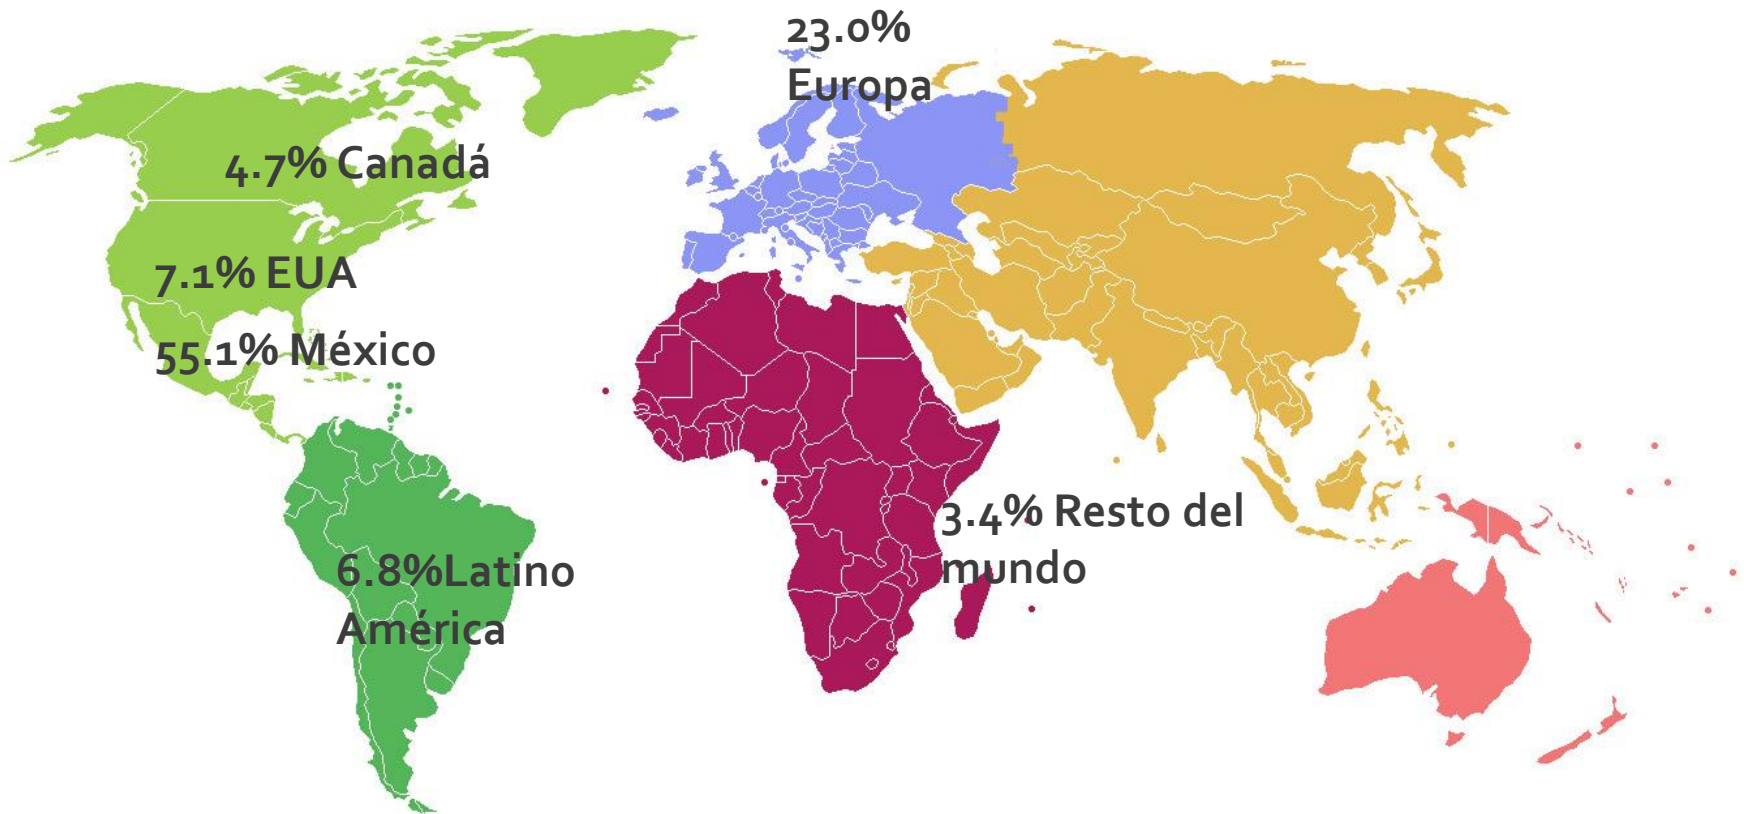 23.0%
Europa
4.7% Canadá
7.1% EUA
55.1% México
3.4% Resto del
mundo
6.8%Latino
América